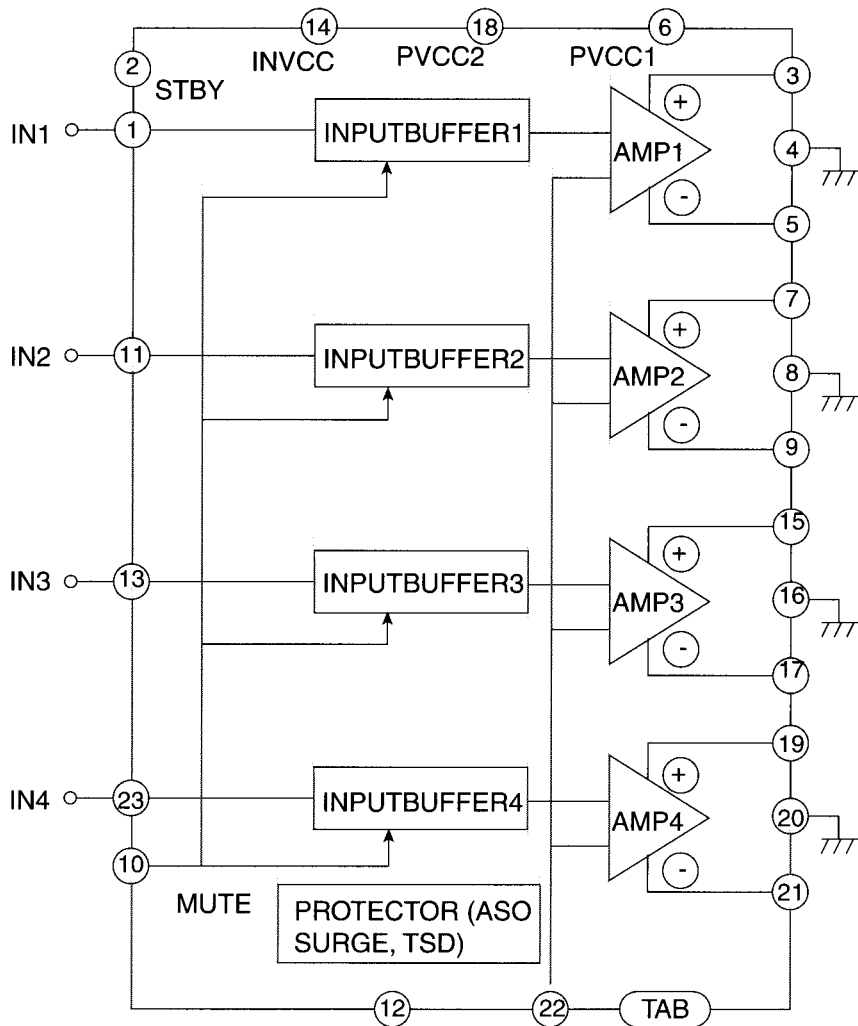 14 18 6
2 INVCC PVCC2 PVCC1
STBY + 3
IN1 1 INPUTBUFFER1 AMP1 4
- 5
+ 7
IN2 11 INPUTBUFFER2 AMP2 8
- 9
+ 15
IN3 13 INPUTBUFFER3 AMP3 16
- 17
+ 19
IN4 23 INPUTBUFFER4 AMP4 20
10 - 21
MUTE PROTECTOR (ASO
SURGE, TSD)
12 22 TAB